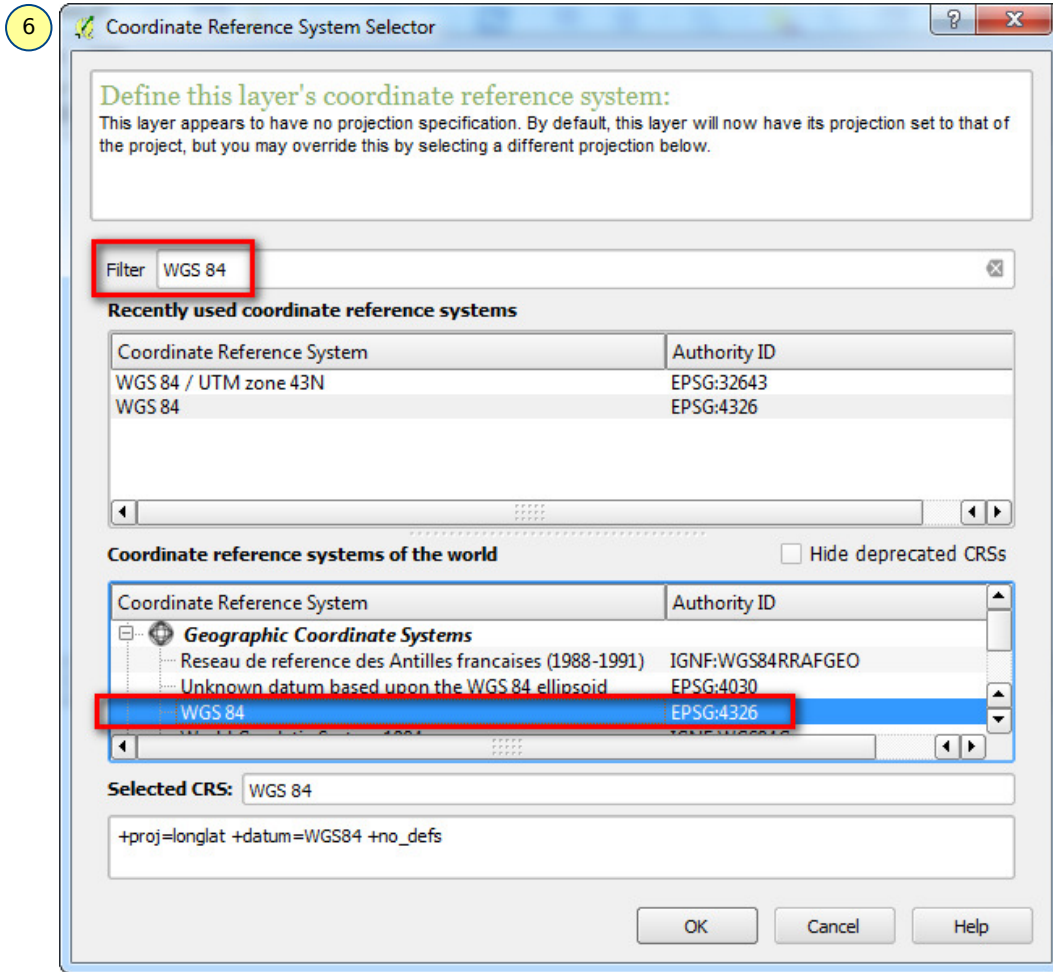 6
Coordinate Reference System Selector
Define this layer's coordinate reference system:
This layer appears to have no projection specification. By default, this layer will now have its projection set to that of
the project, but you may override this by selecting a different projection below.
Filter WGS 84
Recently used coordinate reference systems
Coordinate Reference System Authority ID
WGS 84 / UTM zone 43N EPSG:32643
WGS 84 EPSG:4326
Coordinate reference systems of the world Hide deprecated CRSs
Coordinate Reference System Authority ID
Geographic Coordinate Systems
Reseau de reference des Antilles francaises (1988-1991) IGNF:WGS84RRAFGEO
Unknown datum based upon the WGS 84 ellipsoid EPSG:4030
WGS 84 EPSG:4326
Selected CRS: WGS 84
+proj=longlat +datum=WGS84 +no_defs
OK Cancel Help